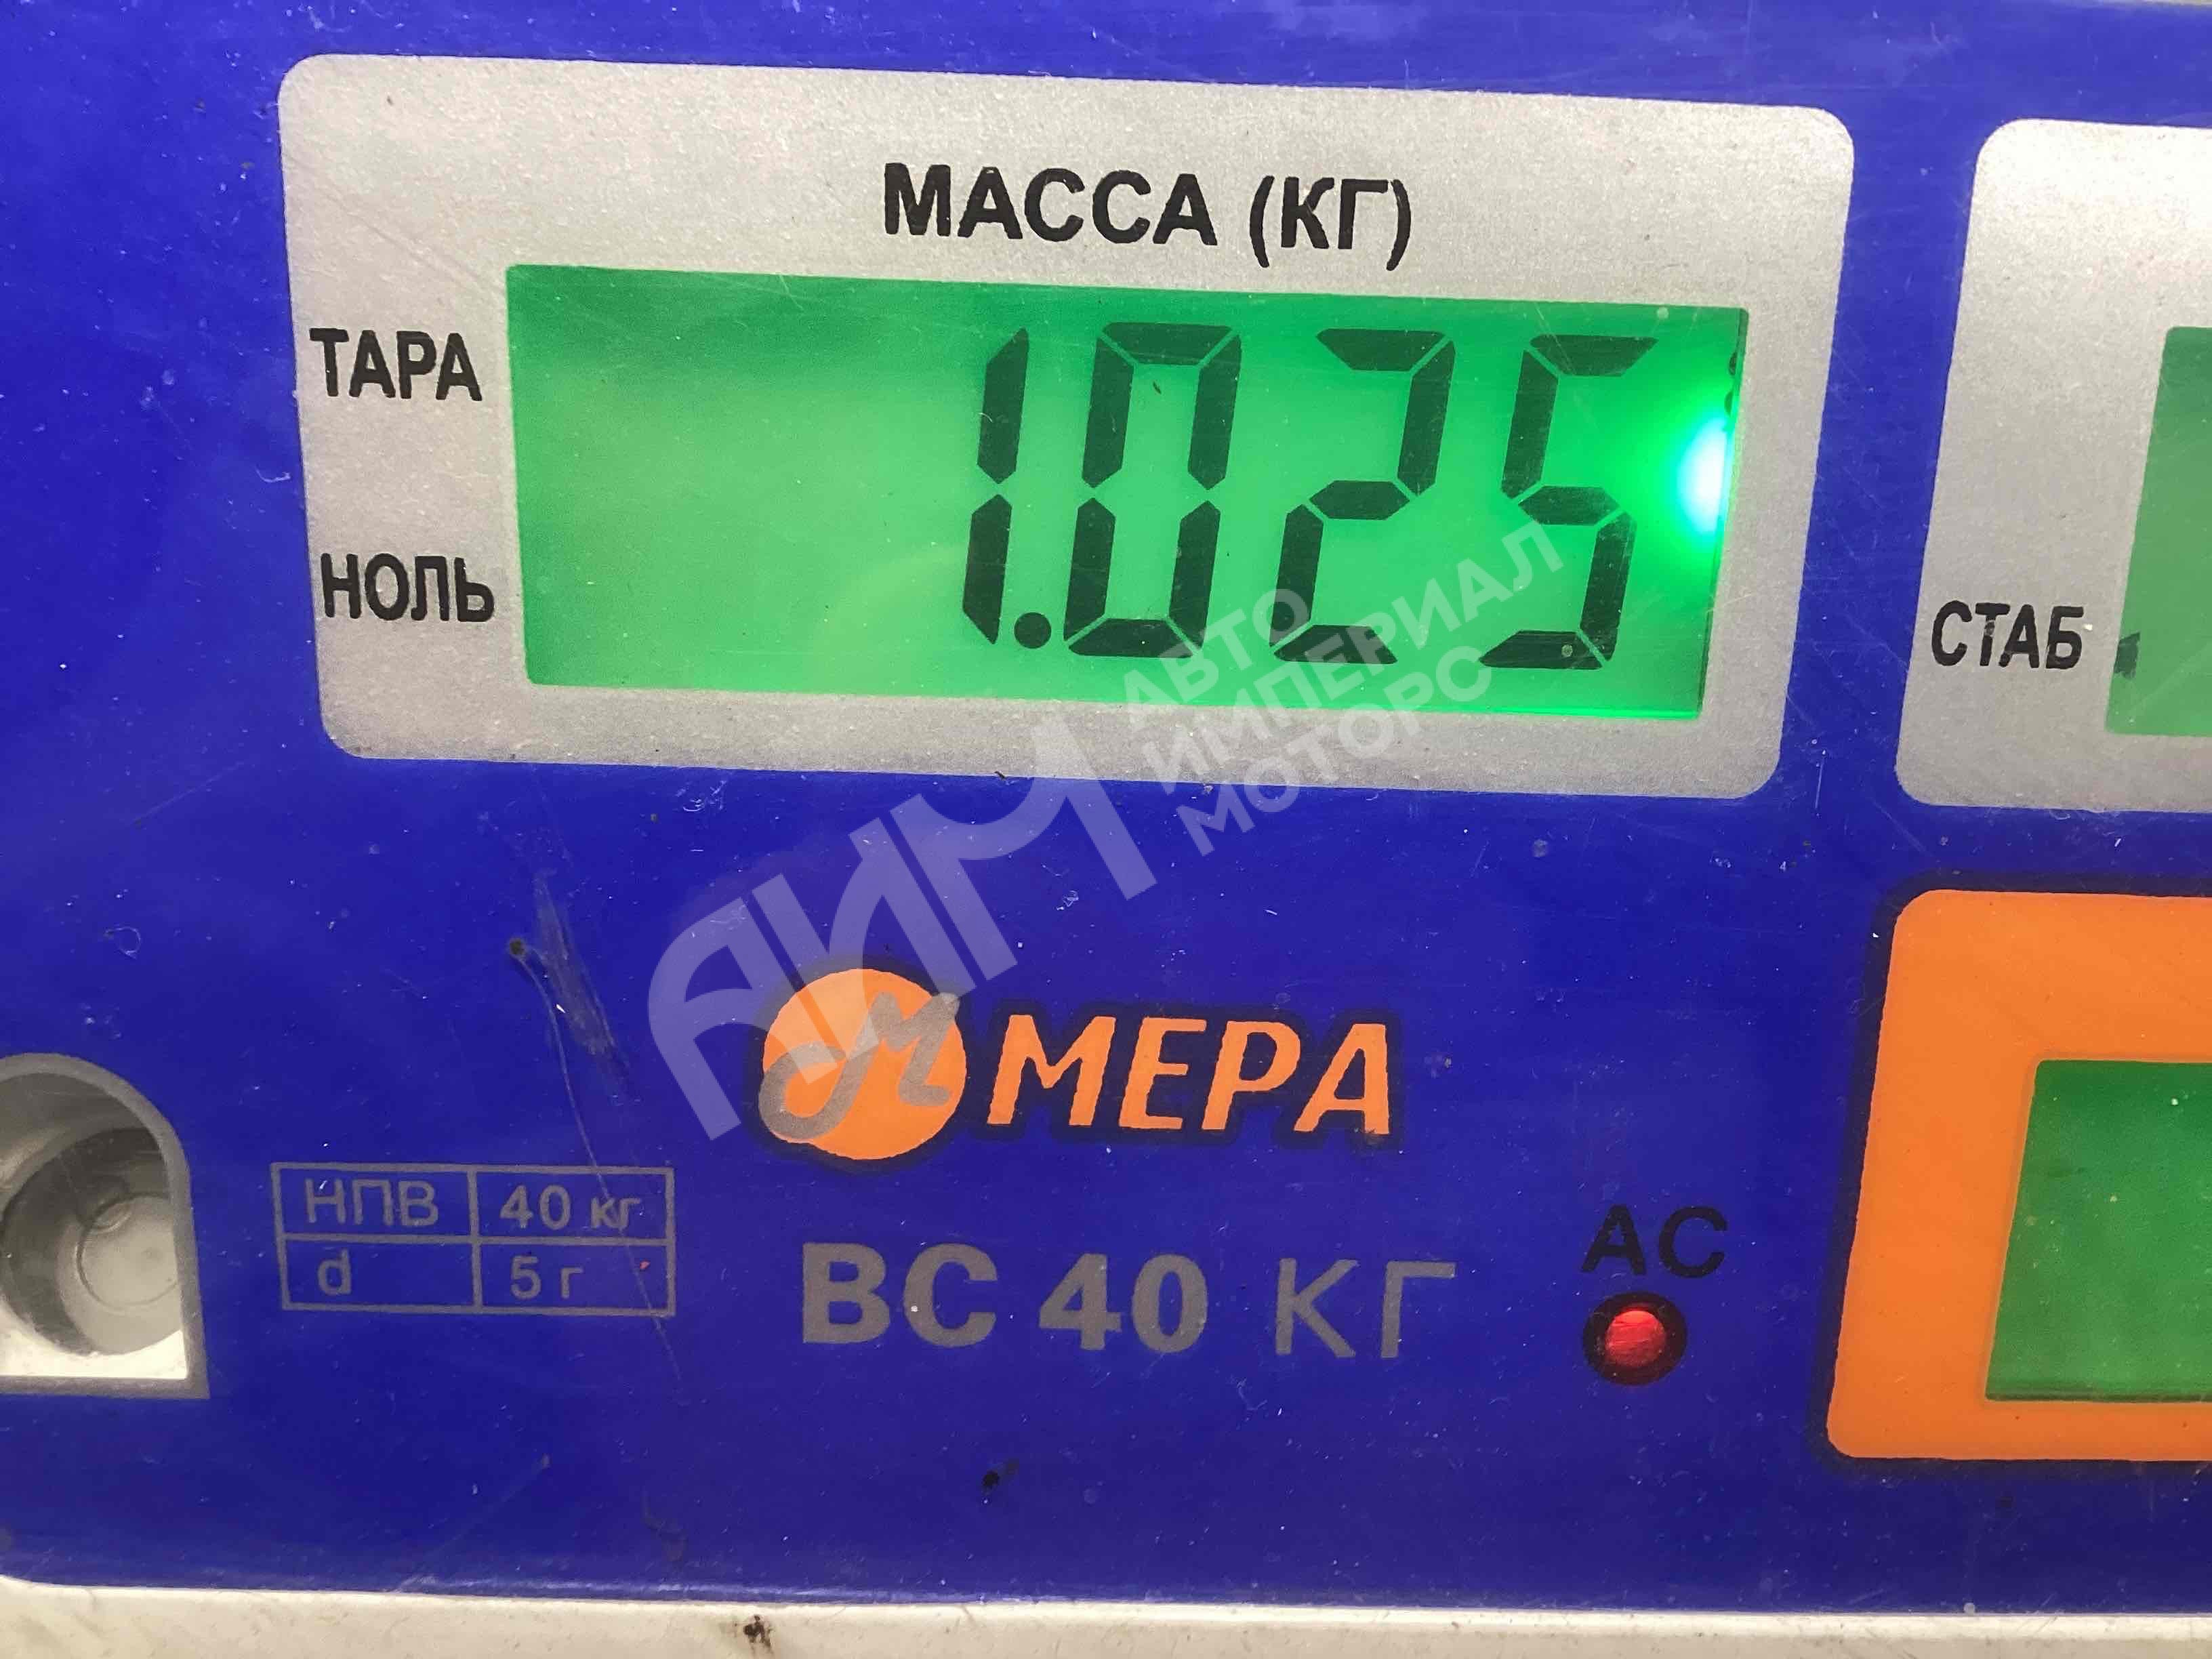 МАССА (КГ)
ТАРА
1.025
НОЛЬ
СТАБ
АВТО
ИМПЕРИАЛ
МОТОРС
АИМ
М МЕРА
НПВ 40 кг
d 5 г
ВС 40 КГ
АС